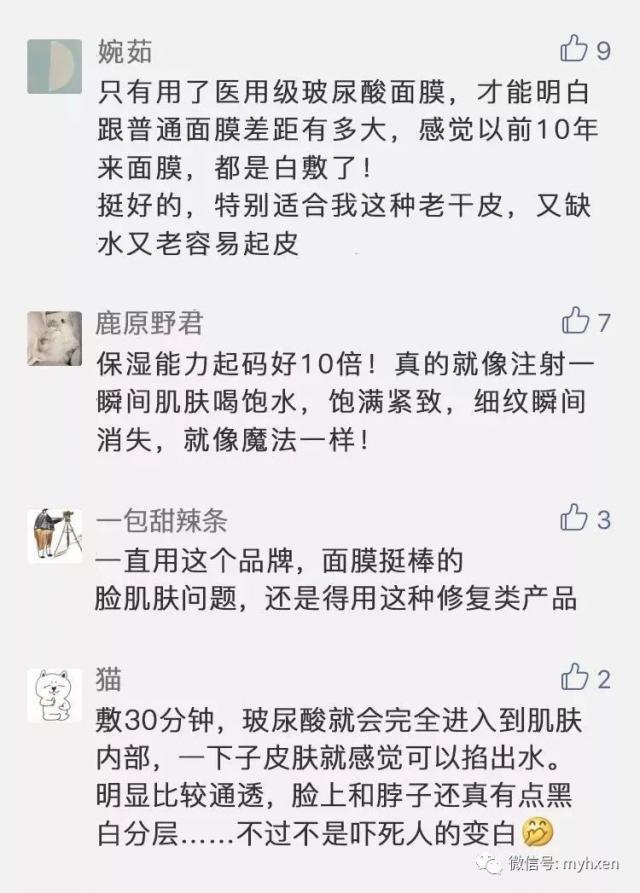 婉茹
9
只有用了医用级玻尿酸面膜，才能明白
跟普通面膜差距有多大，感觉以前10年
来面膜，都是白敷了！
挺好的，特别适合我这种老干皮，又缺
水又老容易起皮
鹿原野君
7
保湿能力起码好10倍！真的就像注射一
瞬间肌肤喝饱水，饱满紧致，细纹瞬间
消失，就像魔法一样！
一包甜辣条
3
一直用这个品牌，面膜挺棒的
脸肌肤问题，还是得用这种修复类产品
猫
2
敷30分钟，玻尿酸就会完全进入到肌肤
内部，一下子皮肤就感觉可以掐出水。
明显比较通透，脸上和脖子还真有点黑
白分层……不过不是吓死人的变白🤭
微信号: myhxen